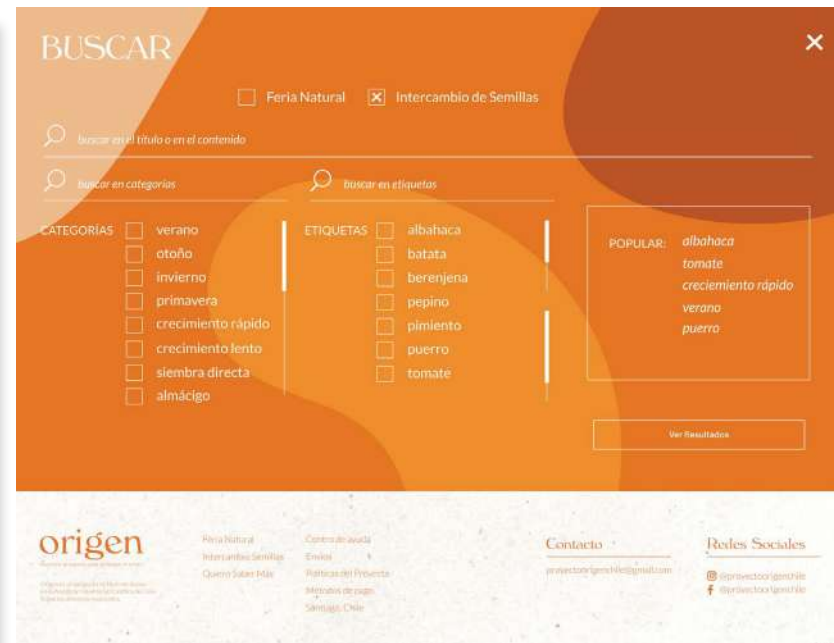 BUSCAR
Feria Natural
Intercambio de Semillas
buscar en el título o en el contenido
buscar en categorías
buscar en etiquetas
CATEGORÍAS
verano
otoño
invierno
primavera
crecimiento rápido
crecimiento lento
siembra directa
almácigo
ETIQUETAS
albahaca
batata
berenjena
pepino
pimiento
puerro
tomate
POPULAR:
albahaca
tomate
creciemiento rápido
verano
puerro
Ver Resultados
origen
Feria Natural
Intercambio Semillas
Quiero Saber Más
Centro de ayuda
Envíos
Políticas del Proyecto
Métodos de pago
Santiago, Chile
Contacto
proyectoorigenchile@gmail.com
Redes Sociales
@proyectoorigenchile
@proyectoorigenchile